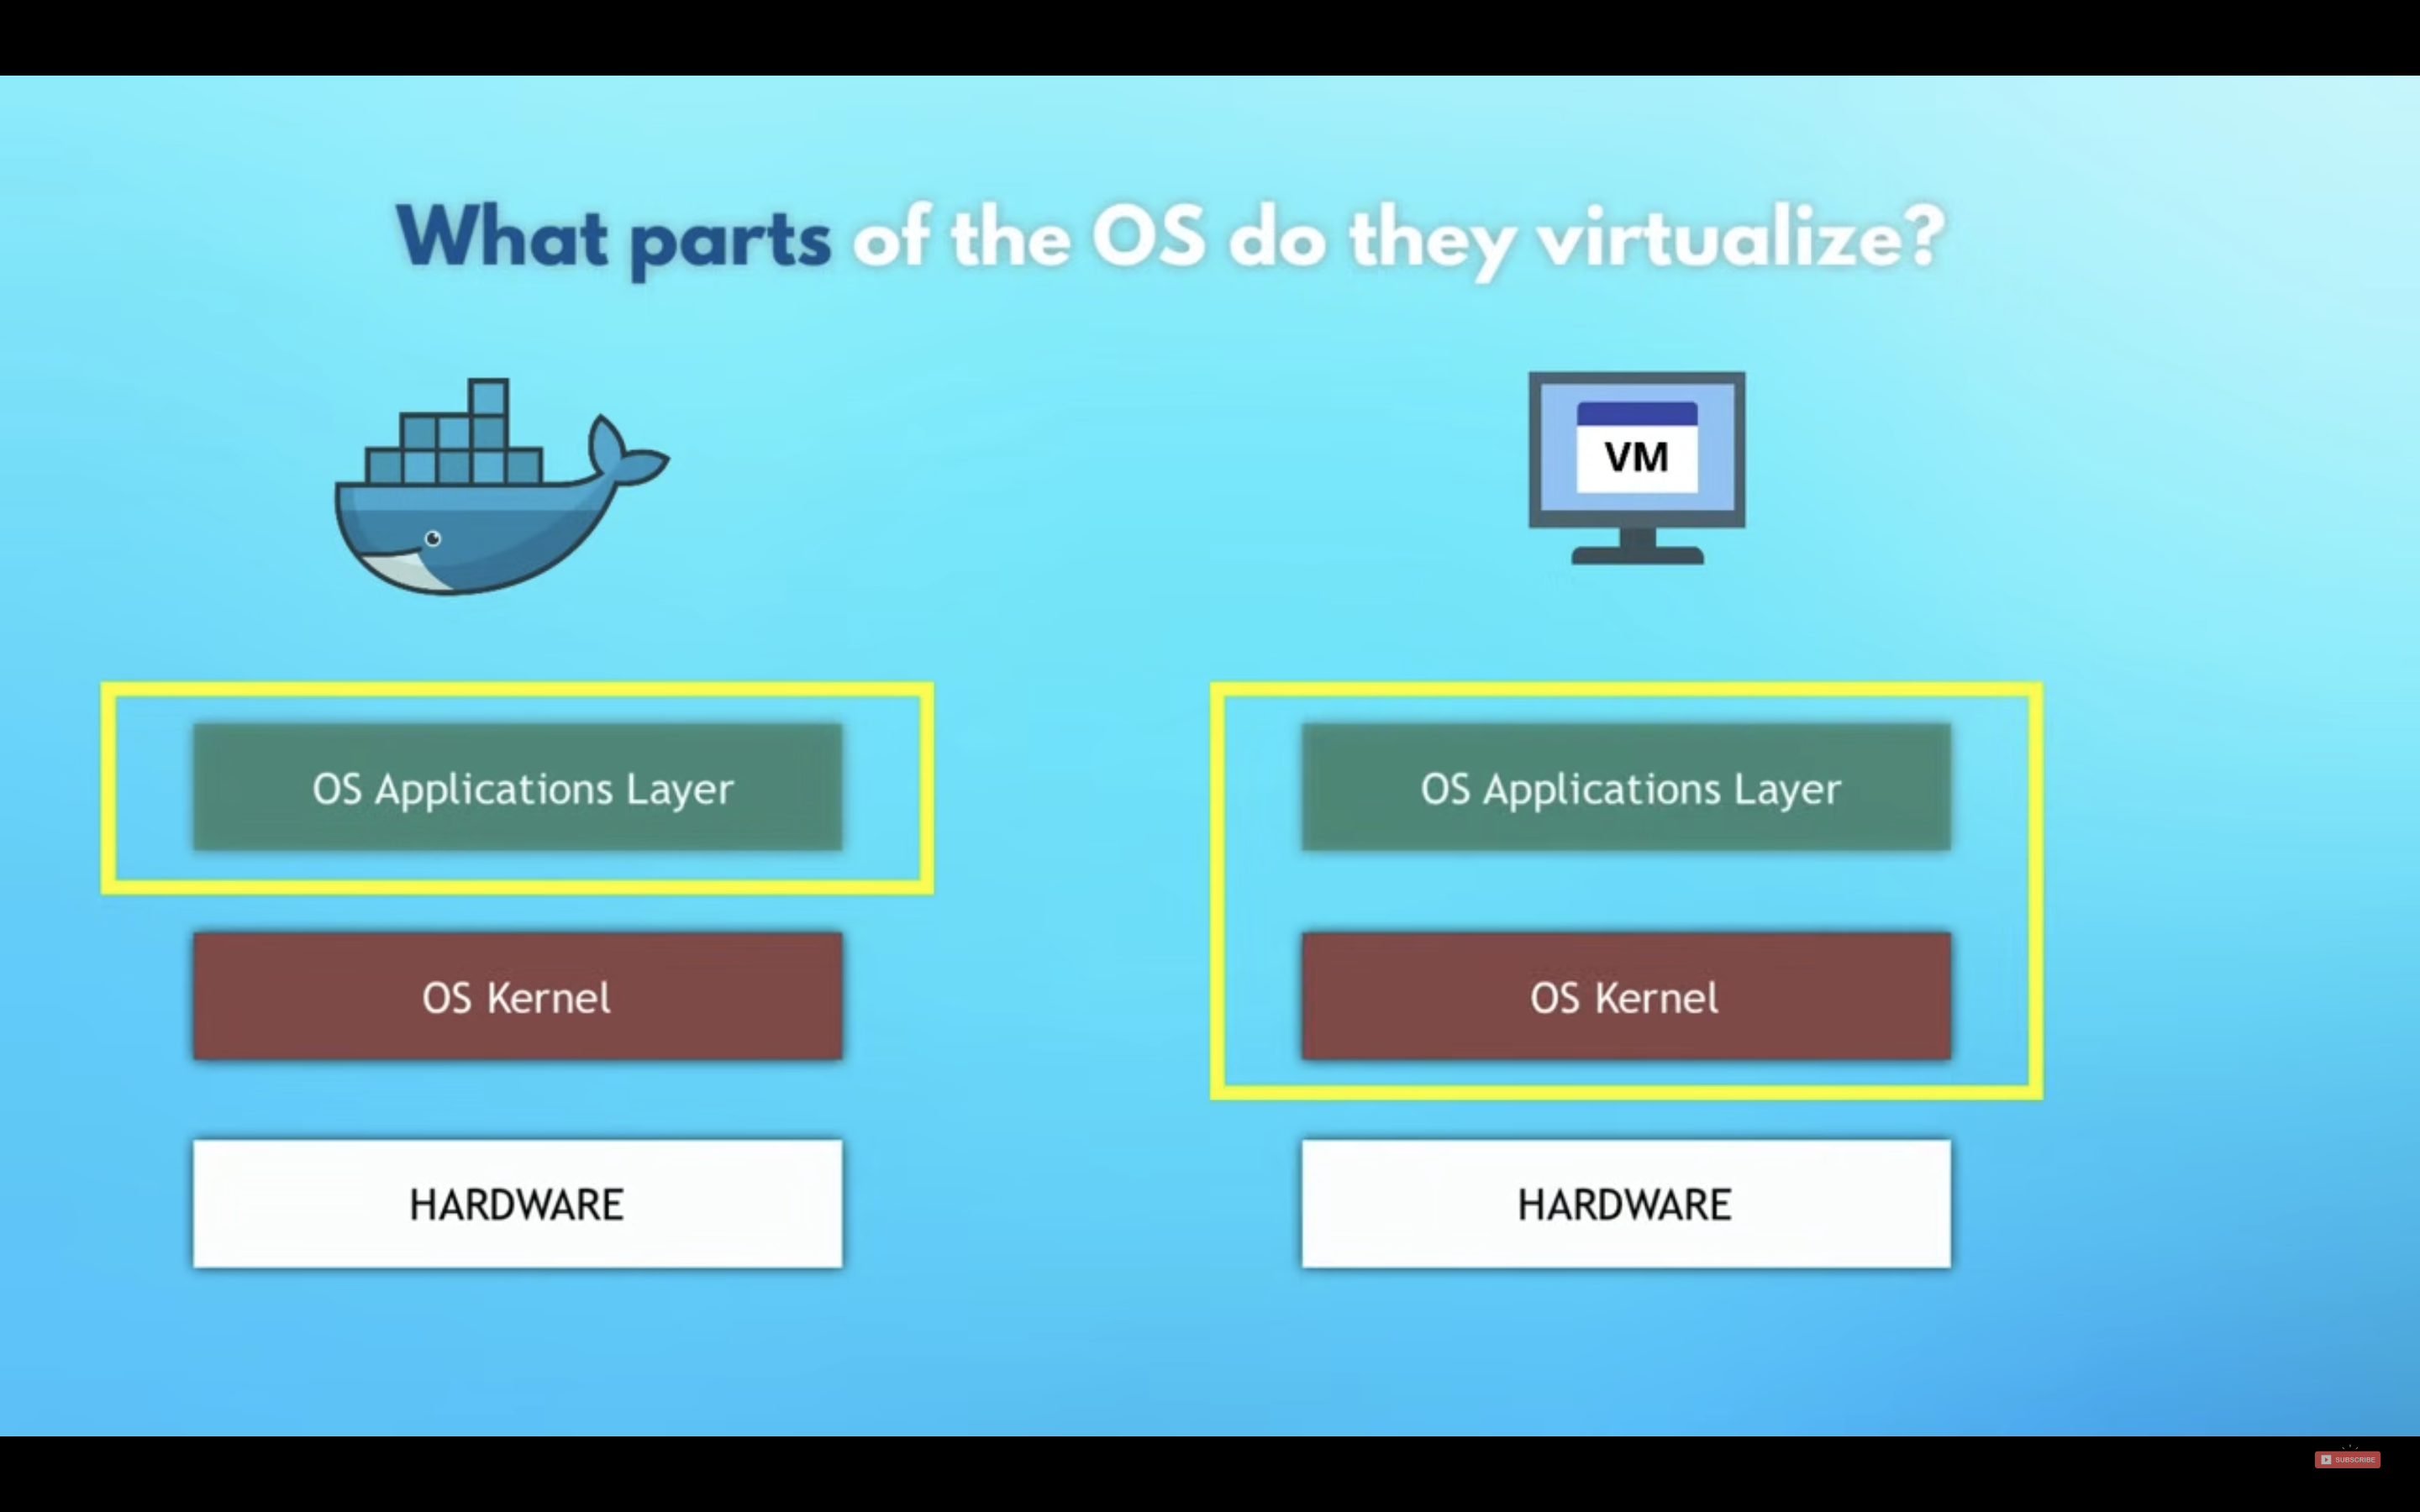 What parts of the OS do they virtualize?
VM
OS Applications Layer
OS Applications Layer
OS Kernel
OS Kernel
HARDWARE
HARDWARE
SUBSCRIBE